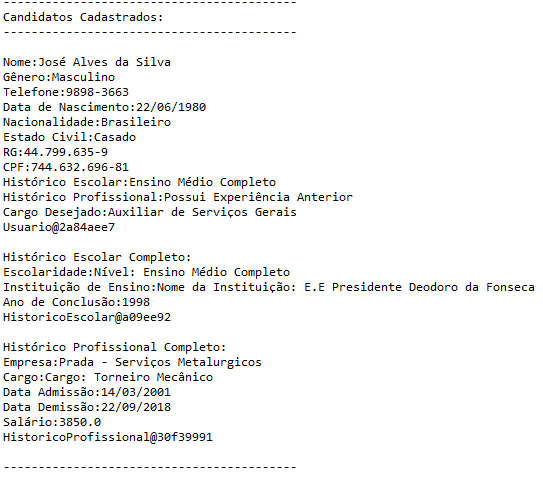 -----------------------------------------
Candidatos Cadastrados:
-----------------------------------------
Nome:José Alves da Silva
Gênero:Masculino
Telefone:9898-3663
Data de Nascimento:22/06/1980
Nacionalidade:Brasileiro
Estado Civil:Casado
RG:44.799.635-9
CPF:744.632.696-81
Histórico Escolar:Ensino Médio Completo
Histórico Profissional:Possui Experiência Anterior
Cargo Desejado:Auxiliar de Serviços Gerais
Usuario@2a84aee7
Histórico Escolar Completo:
Escolaridade:Nível: Ensino Médio Completo
Instituição de Ensino:Nome da Instituição: E.E Presidente Deodoro da Fonseca
Ano de Conclusão:1998
HistoricoEscolar@a09ee92
Histórico Profissional Completo:
Empresa:Prada - Serviços Metalurgicos
Cargo:Cargo: Torneiro Mecânico
Data Admissão:14/03/2001
Data Demissão:22/09/2018
Salário:3850.0
HistoricoProfissional@30f39991
-----------------------------------------